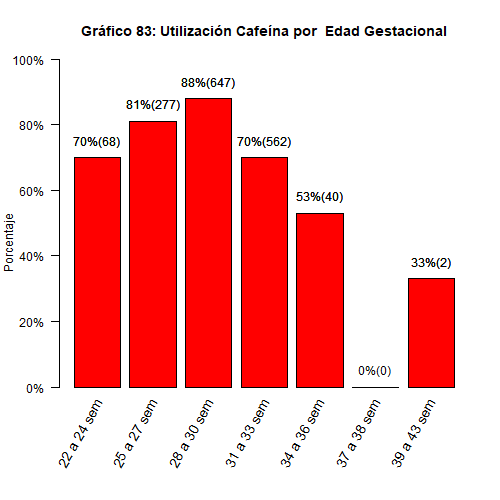 Gráfico 83: Utilización Cafeína por  Edad Gestacional
Porcentaje
100%
80%
60%
40%
20%
0%
70%(68)
81%(277)
88%(647)
70%(562)
53%(40)
0%(0)
33%(2)
22 a 24 sem
25 a 27 sem
28 a 30 sem
31 a 33 sem
34 a 36 sem
37 a 38 sem
39 a 43 sem